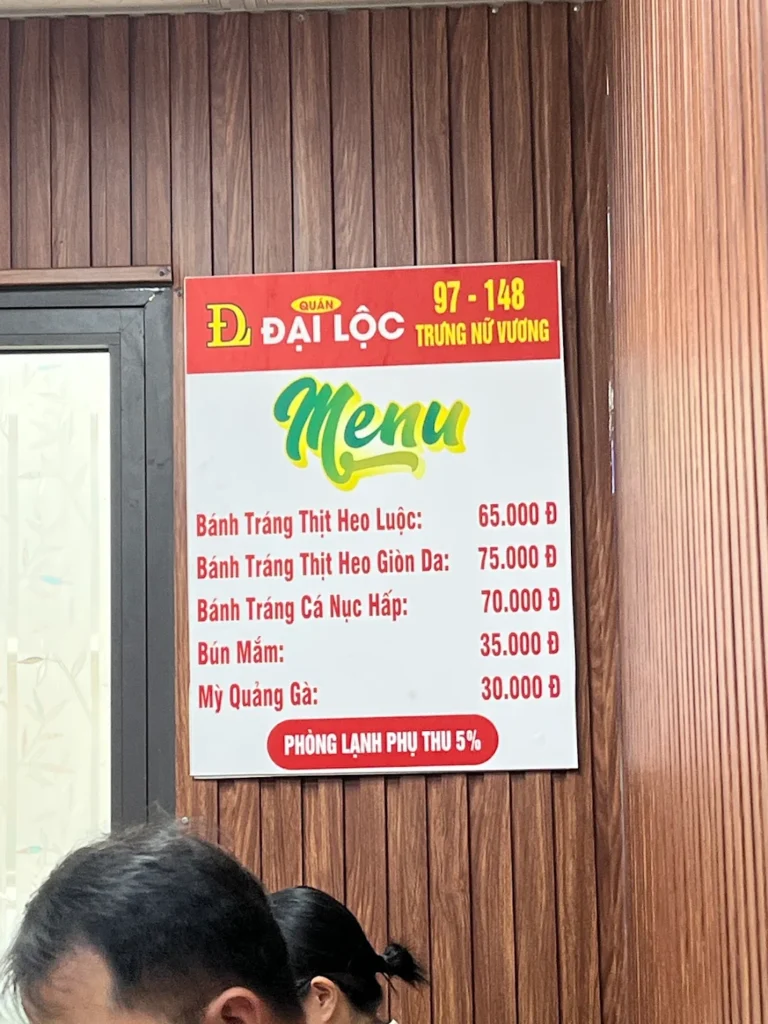 ĐL QUÁN ĐẠI LỘC
97 - 148
TRƯNG NỮ VƯƠNG
Menu
Bánh Tráng Thịt Heo Luộc: 65.000 Đ
Bánh Tráng Thịt Heo Giòn Da: 75.000 Đ
Bánh Tráng Cá Nục Hấp: 70.000 Đ
Bún Mắm: 35.000 Đ
Mỳ Quảng Gà: 30.000 Đ
PHÒNG LẠNH PHỤ THU 5%